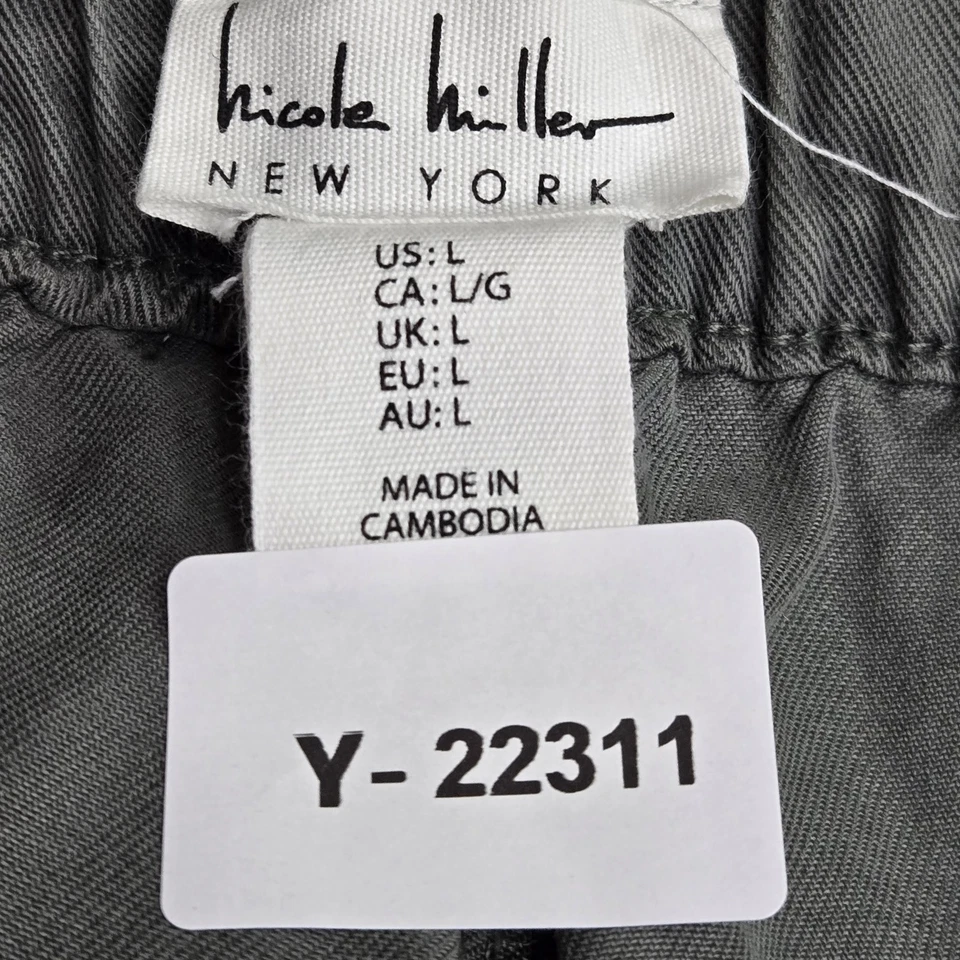 nicole miller
NEW YORK
US: L
CA: L/G
UK: L
EU: L
AU: L
MADE IN
CAMBODIA
Y- 22311